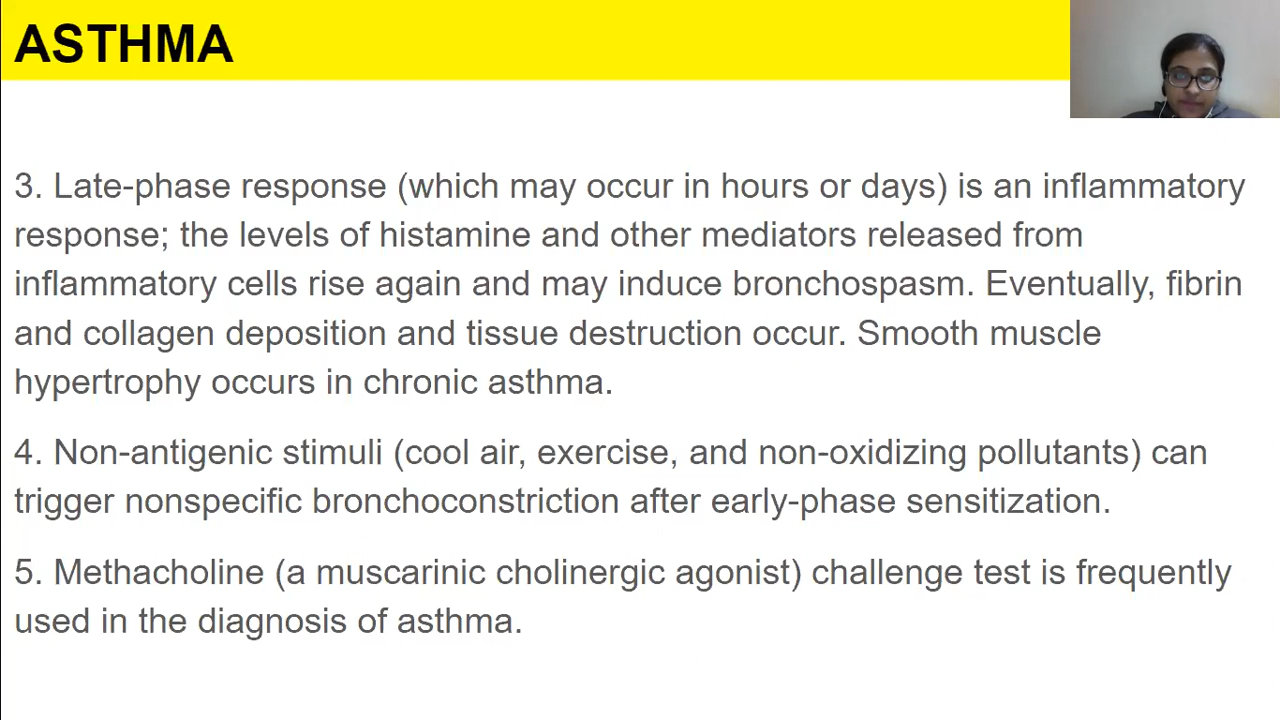 ASTHMA
3. Late-phase response (which may occur in hours or days) is an inflammatory
response; the levels of histamine and other mediators released from
inflammatory cells rise again and may induce bronchospasm. Eventually, fibrin
and collagen deposition and tissue destruction occur. Smooth muscle
hypertrophy occurs in chronic asthma.
4. Non-antigenic stimuli (cool air, exercise, and non-oxidizing pollutants) can
trigger nonspecific bronchoconstriction after early-phase sensitization.
5. Methacholine (a muscarinic cholinergic agonist) challenge test is frequently
used in the diagnosis of asthma.